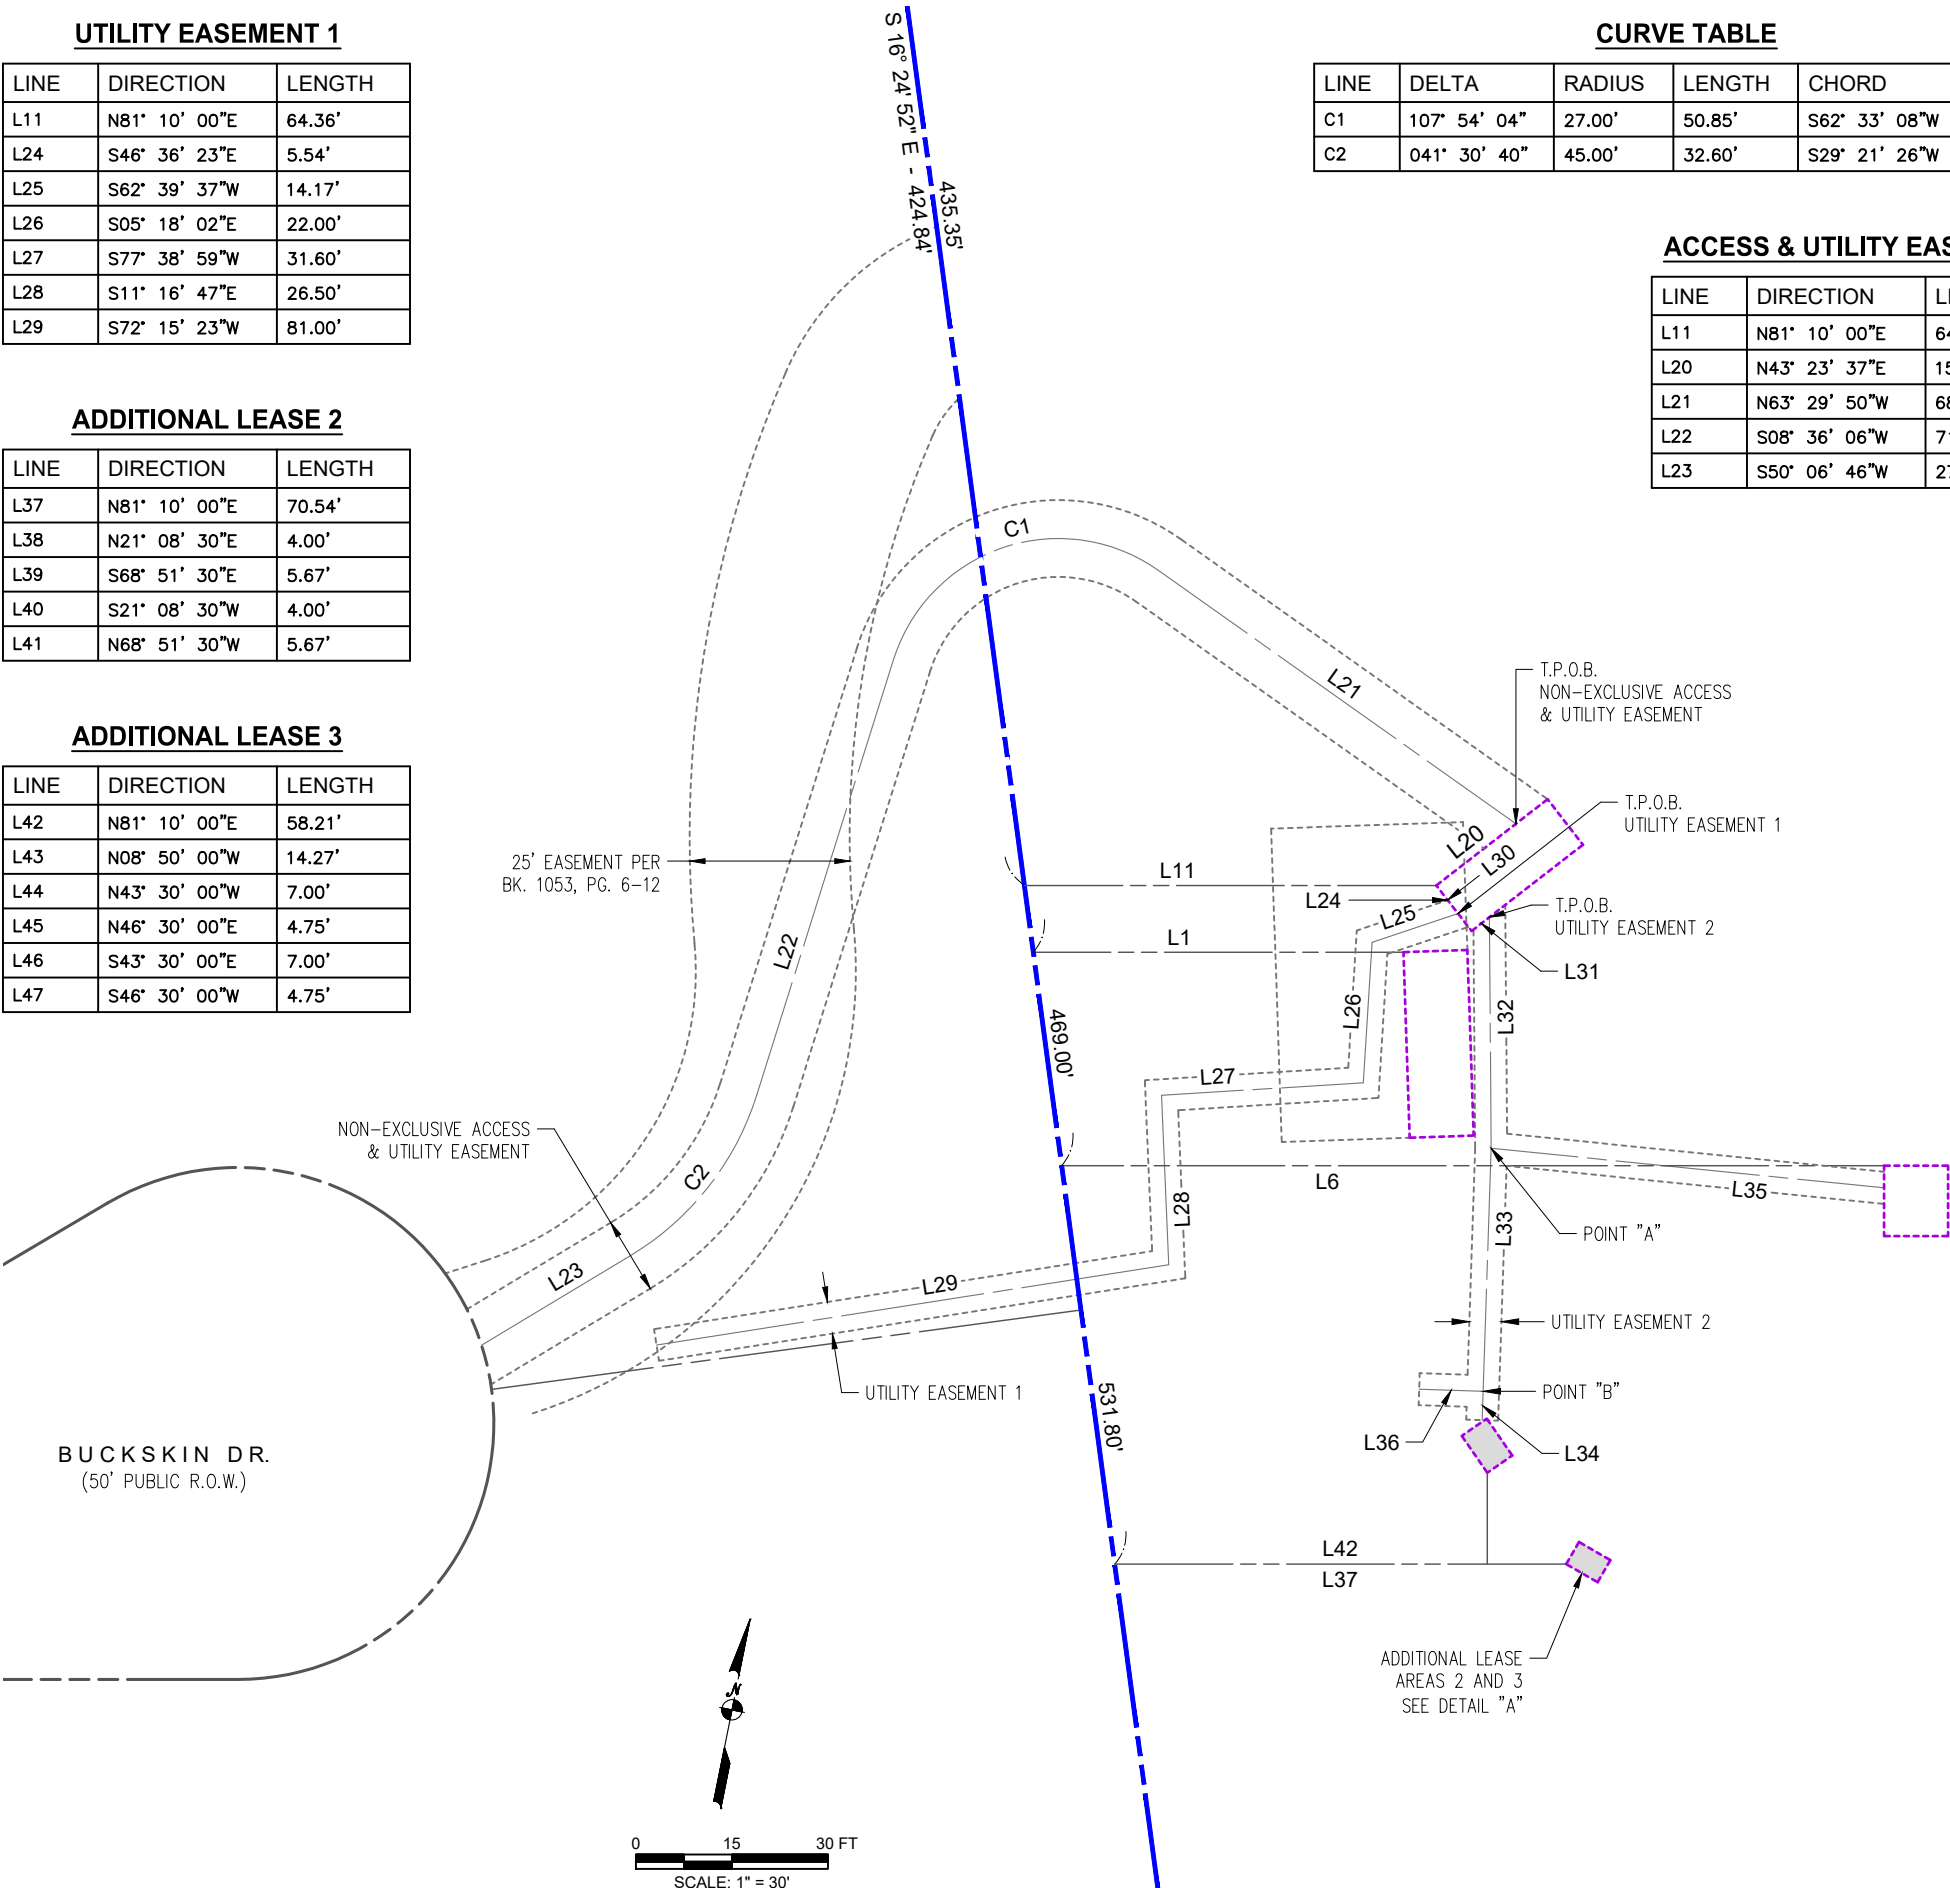 UTILITY EASEMENT 1
LINE DIRECTION LENGTH
L11 N81° 10' 00"E 64.36'
L24 S46° 36' 23"E 5.54'
L25 S62° 39' 37"W 14.17'
L26 S05° 18' 02"E 22.00'
L27 S77° 38' 59"W 31.60'
L28 S11° 16' 47"E 26.50'
L29 S72° 15' 23"W 81.00'
ADDITIONAL LEASE 2
LINE DIRECTION LENGTH
L37 N81° 10' 00"E 70.54'
L38 N21° 08' 30"E 4.00'
L39 S68° 51' 30"E 5.67'
L40 S21° 08' 30"W 4.00'
L41 N68° 51' 30"W 5.67'
ADDITIONAL LEASE 3
LINE DIRECTION LENGTH
L42 N81° 10' 00"E 58.21'
L43 N08° 50' 00"W 14.27'
L44 N43° 30' 00"W 7.00'
L45 N46° 30' 00"E 4.75'
L46 S43° 30' 00"E 7.00'
L47 S46° 30' 00"W 4.75'
CURVE TABLE
LINE DELTA RADIUS LENGTH CHORD
C1 107° 54' 04" 27.00' 50.85' S62° 33' 08"W
C2 041° 30' 40" 45.00' 32.60' S29° 21' 26"W
ACCESS & UTILITY EAS
LINE DIRECTION
L11 N81° 10' 00"E
L20 N43° 23' 37"E
L21 N63° 29' 50"W
L22 S08° 36' 06"W
L23 S50° 06' 46"W
S 16° 24' 52" E - 424.84'
435.35'
C1
L21
T.P.O.B.
NON-EXCLUSIVE ACCESS
& UTILITY EASEMENT
T.P.O.B.
UTILITY EASEMENT 1
L20
L30
25' EASEMENT PER
BK. 1053, PG. 6-12
L11
L24
L25
T.P.O.B.
UTILITY EASEMENT 2
L1
L31
L22
L26
L32
469.00'
L27
NON-EXCLUSIVE ACCESS
& UTILITY EASEMENT
C2
L6
L35
L28
L33
POINT "A"
L23
L29
UTILITY EASEMENT 2
UTILITY EASEMENT 1
POINT "B"
531.80'
L36
L34
BUCKSKIN DR.
(50' PUBLIC R.O.W.)
L42
L37
ADDITIONAL LEASE
AREAS 2 AND 3
SEE DETAIL "A"
N
0 15 30 FT
SCALE: 1" = 30'